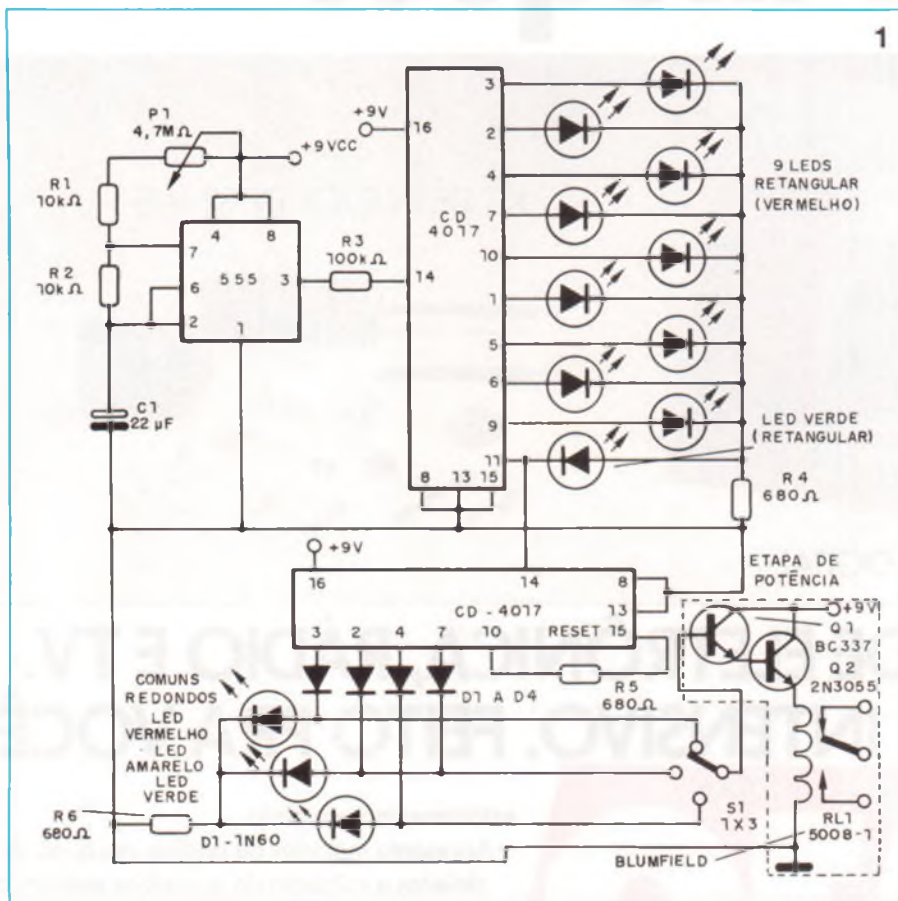 1
P1
4,7MΩ
+9V
+9VCC
R1
10kΩ
R2
10kΩ
4
8
7
6
2
555
3
1
R3
100kΩ
C1
22µF
16
14
CD
4017
3
2
4
7
10
1
5
6
9
11
8
13
15
9 LEDS
RETANGULAR
(VERMELHO)
LED VERDE
(RETANGULAR)
R4
680Ω
+9V
16
14
8
13
CD-4017
RESET
15
3
2
4
7
10
ETAPA DE
POTÊNCIA
+9V
Q1
BC337
Q2
2N3055
COMUNS
REDONDOS
LED
VERMELHO
LED
AMARELO
LED
VERDE
D1 A D4
R5
680Ω
R6
680Ω
D1-1N60
S1
1X3
RL1
5008-1
BLUMFIELD